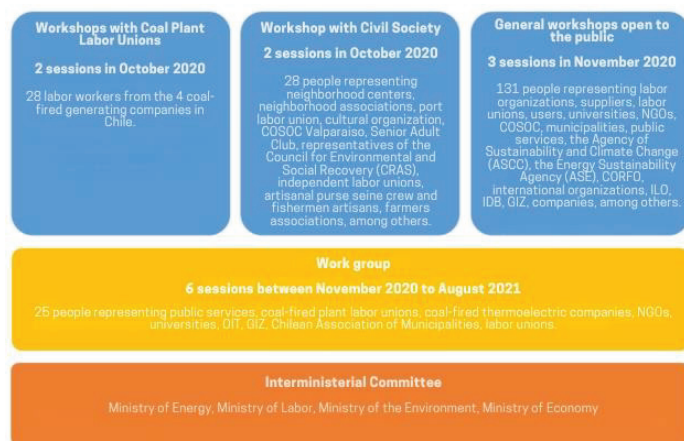 Workshops with Coal Plant
Labor Unions
2 sessions in October 2020
28 labor workers from the 4 coal-
fired generating companies in
Chile.
Workshop with Civil Society
2 sessions in October 2020
28 people representing
neighborhood centers,
neighborhood associations, port
labor union, cultural organization,
COSOC Valparaiso, Senior Adult
Club, representatives of the
Council for Environmental and
Social Recovery (CRAS),
independent labor unions,
artisanal purse seine crew and
fishermen artisans, farmers
associations, among others.
General workshops open to
the public
3 sessions in November 2020
131 people representing labor
organizations, suppliers, labor
unions, users, universities, NGOs,
COSOC, municipalities, public
services, the Agency of
Sustainability and Climate Change
(ASCC), the Energy Sustainability
Agency (ASE), CORFO,
international organizations, ILO,
IDB, GIZ, companies, among others.
Work group
6 sessions between November 2020 to August 2021
25 people representing public services, coal-fired plant labor unions, coal-fired thermoelectric companies, NGOs,
universities, OIT, GIZ, Chilean Association of Municipalities, labor unions.
Interministerial Committee
Ministry of Energy, Ministry of Labor, Ministry of the Environment, Ministry of Economy